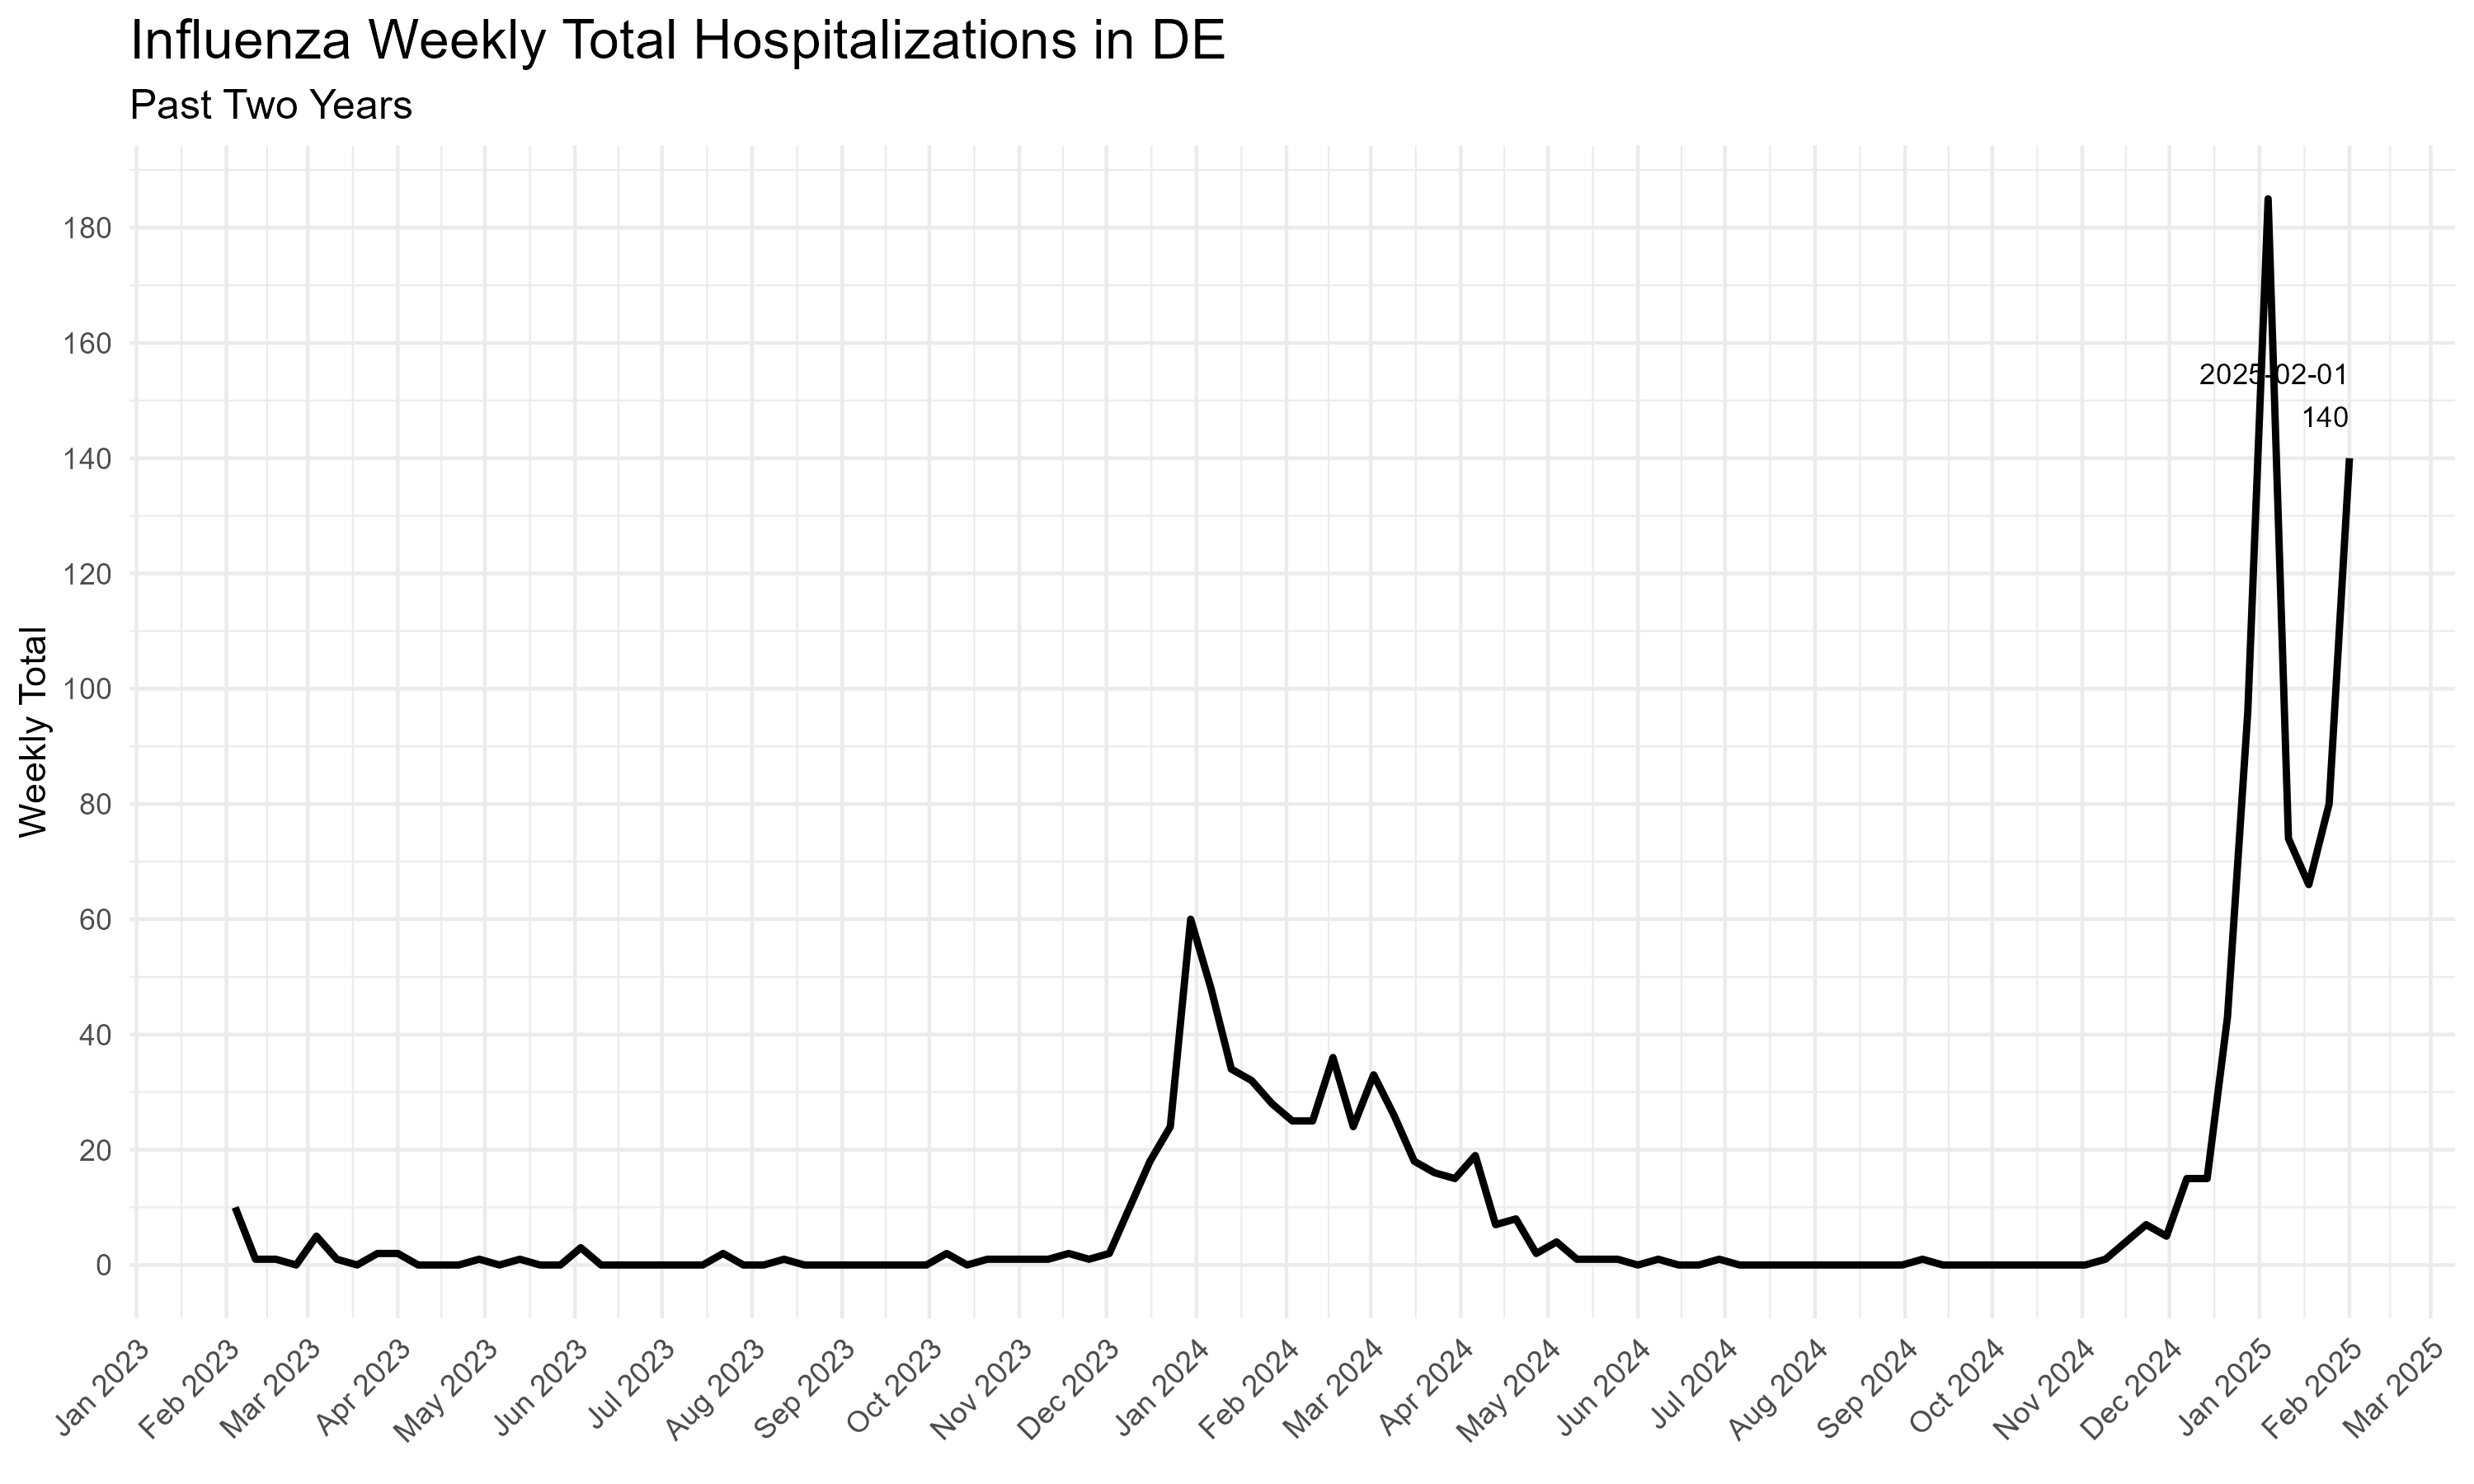 Influenza Weekly Total Hospitalizations in DE
Past Two Years
Weekly Total
180
160
140
120
100
80
60
40
20
0
2025-02-01
140
Jan 2023
Feb 2023
Mar 2023
Apr 2023
May 2023
Jun 2023
Jul 2023
Aug 2023
Sep 2023
Oct 2023
Nov 2023
Dec 2023
Jan 2024
Feb 2024
Mar 2024
Apr 2024
May 2024
Jun 2024
Jul 2024
Aug 2024
Sep 2024
Oct 2024
Nov 2024
Dec 2024
Jan 2025
Feb 2025
Mar 2025